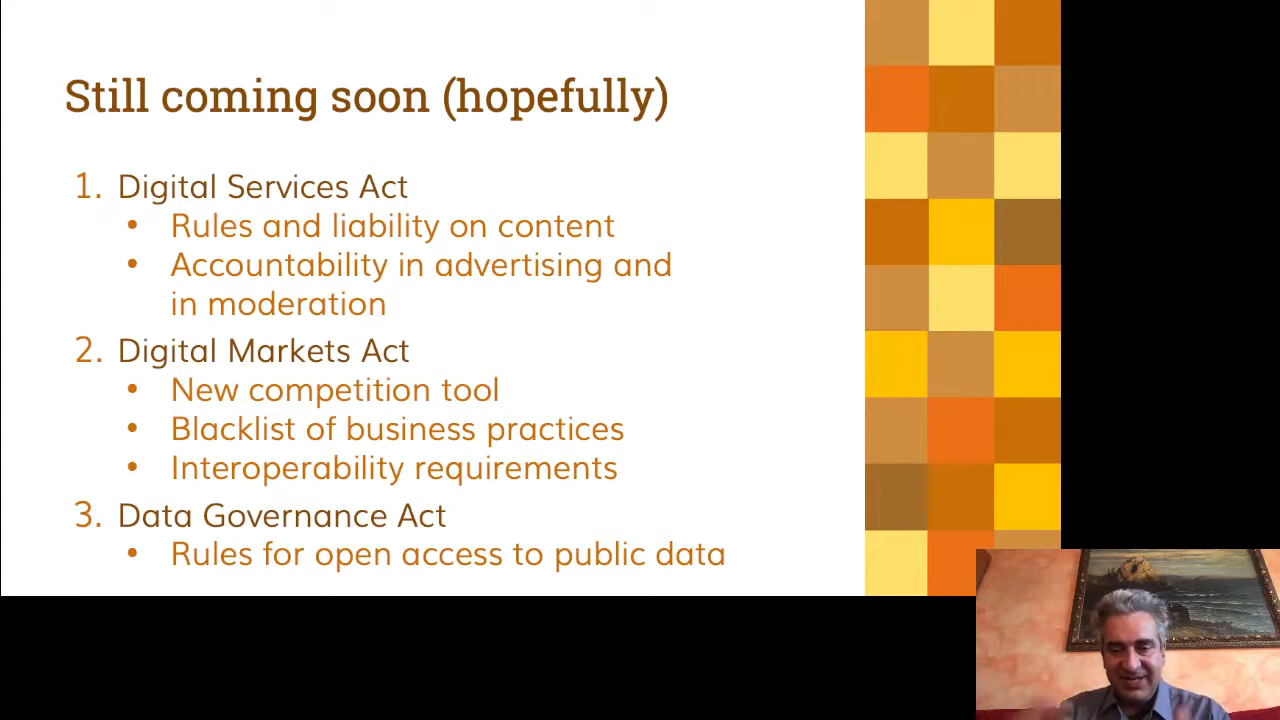 Still coming soon (hopefully)
1. Digital Services Act
• Rules and liability on content
• Accountability in advertising and
in moderation
2. Digital Markets Act
• New competition tool
• Blacklist of business practices
• Interoperability requirements
3. Data Governance Act
• Rules for open access to public data